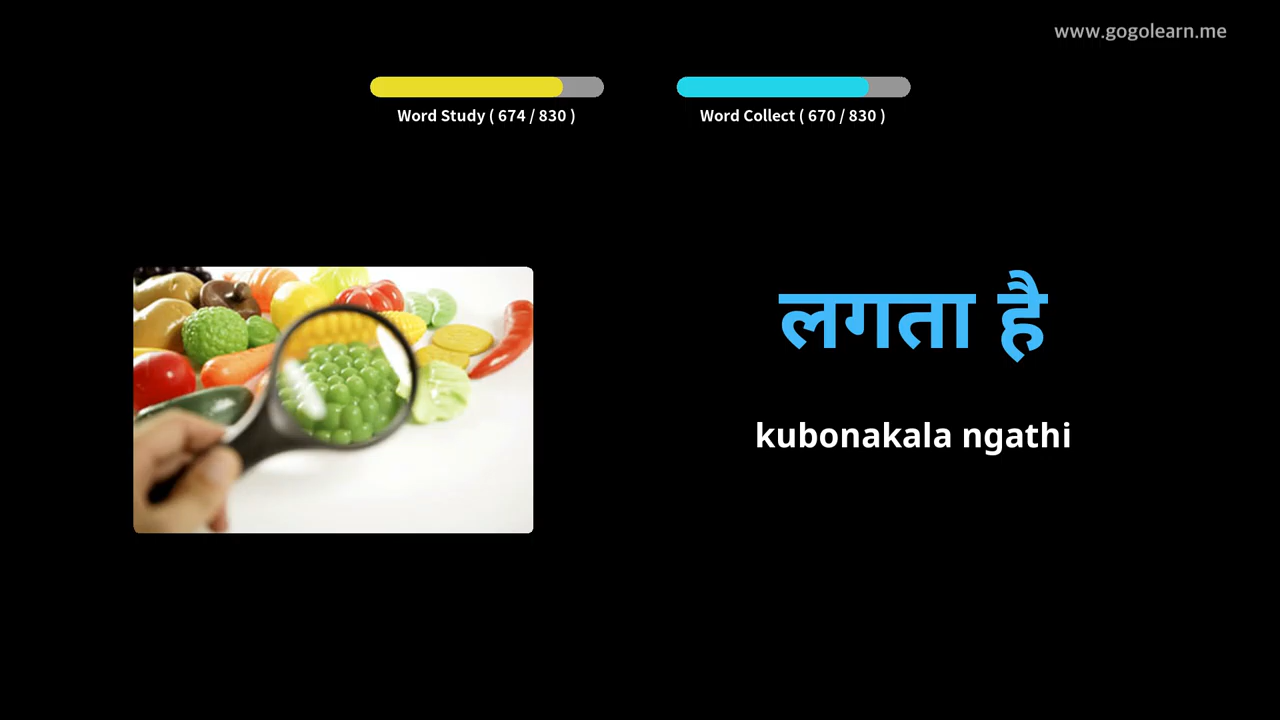 www.gogolearn.me
Word Study ( 674 / 830 )
Word Collect ( 670 / 830 )
लगता है
kubonakala ngathi